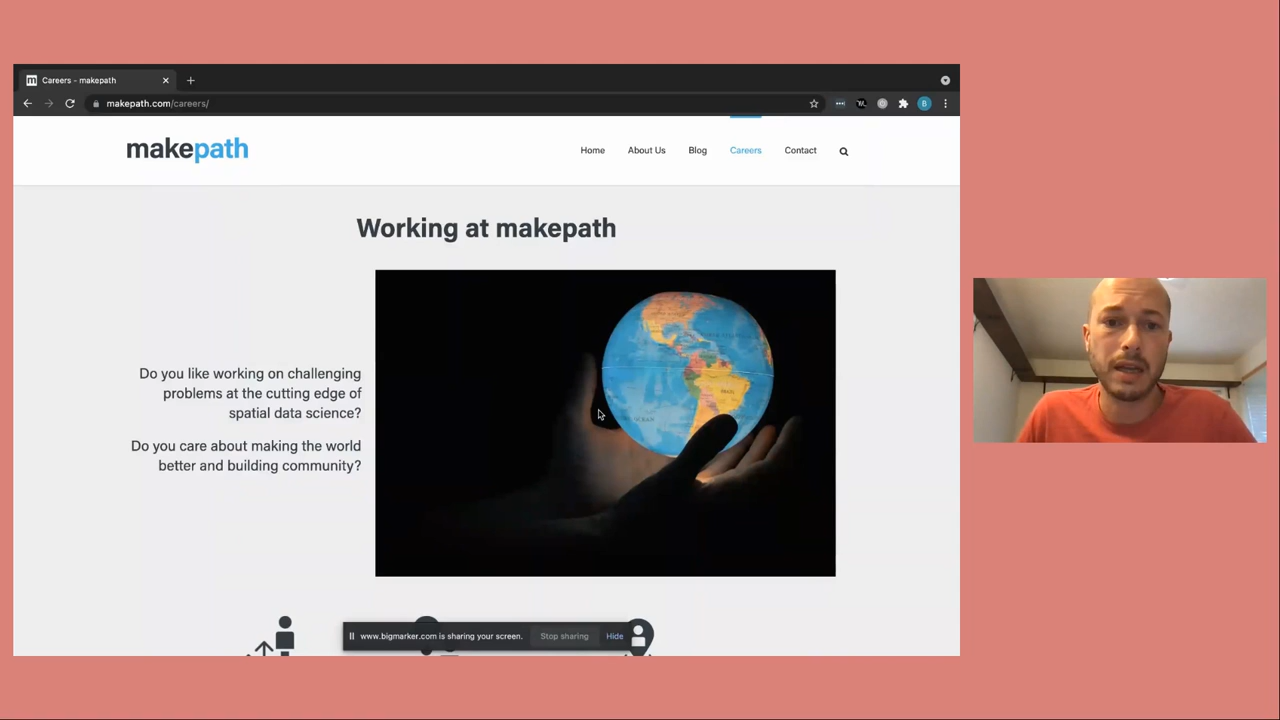 Careers - makepath
makepath.com/careers/
makepath
Home
About Us
Blog
Careers
Contact
Working at makepath
Do you like working on challenging
problems at the cutting edge of
spatial data science?
Do you care about making the world
better and building community?
www.bigmarker.com is sharing your screen.
Stop sharing
Hide